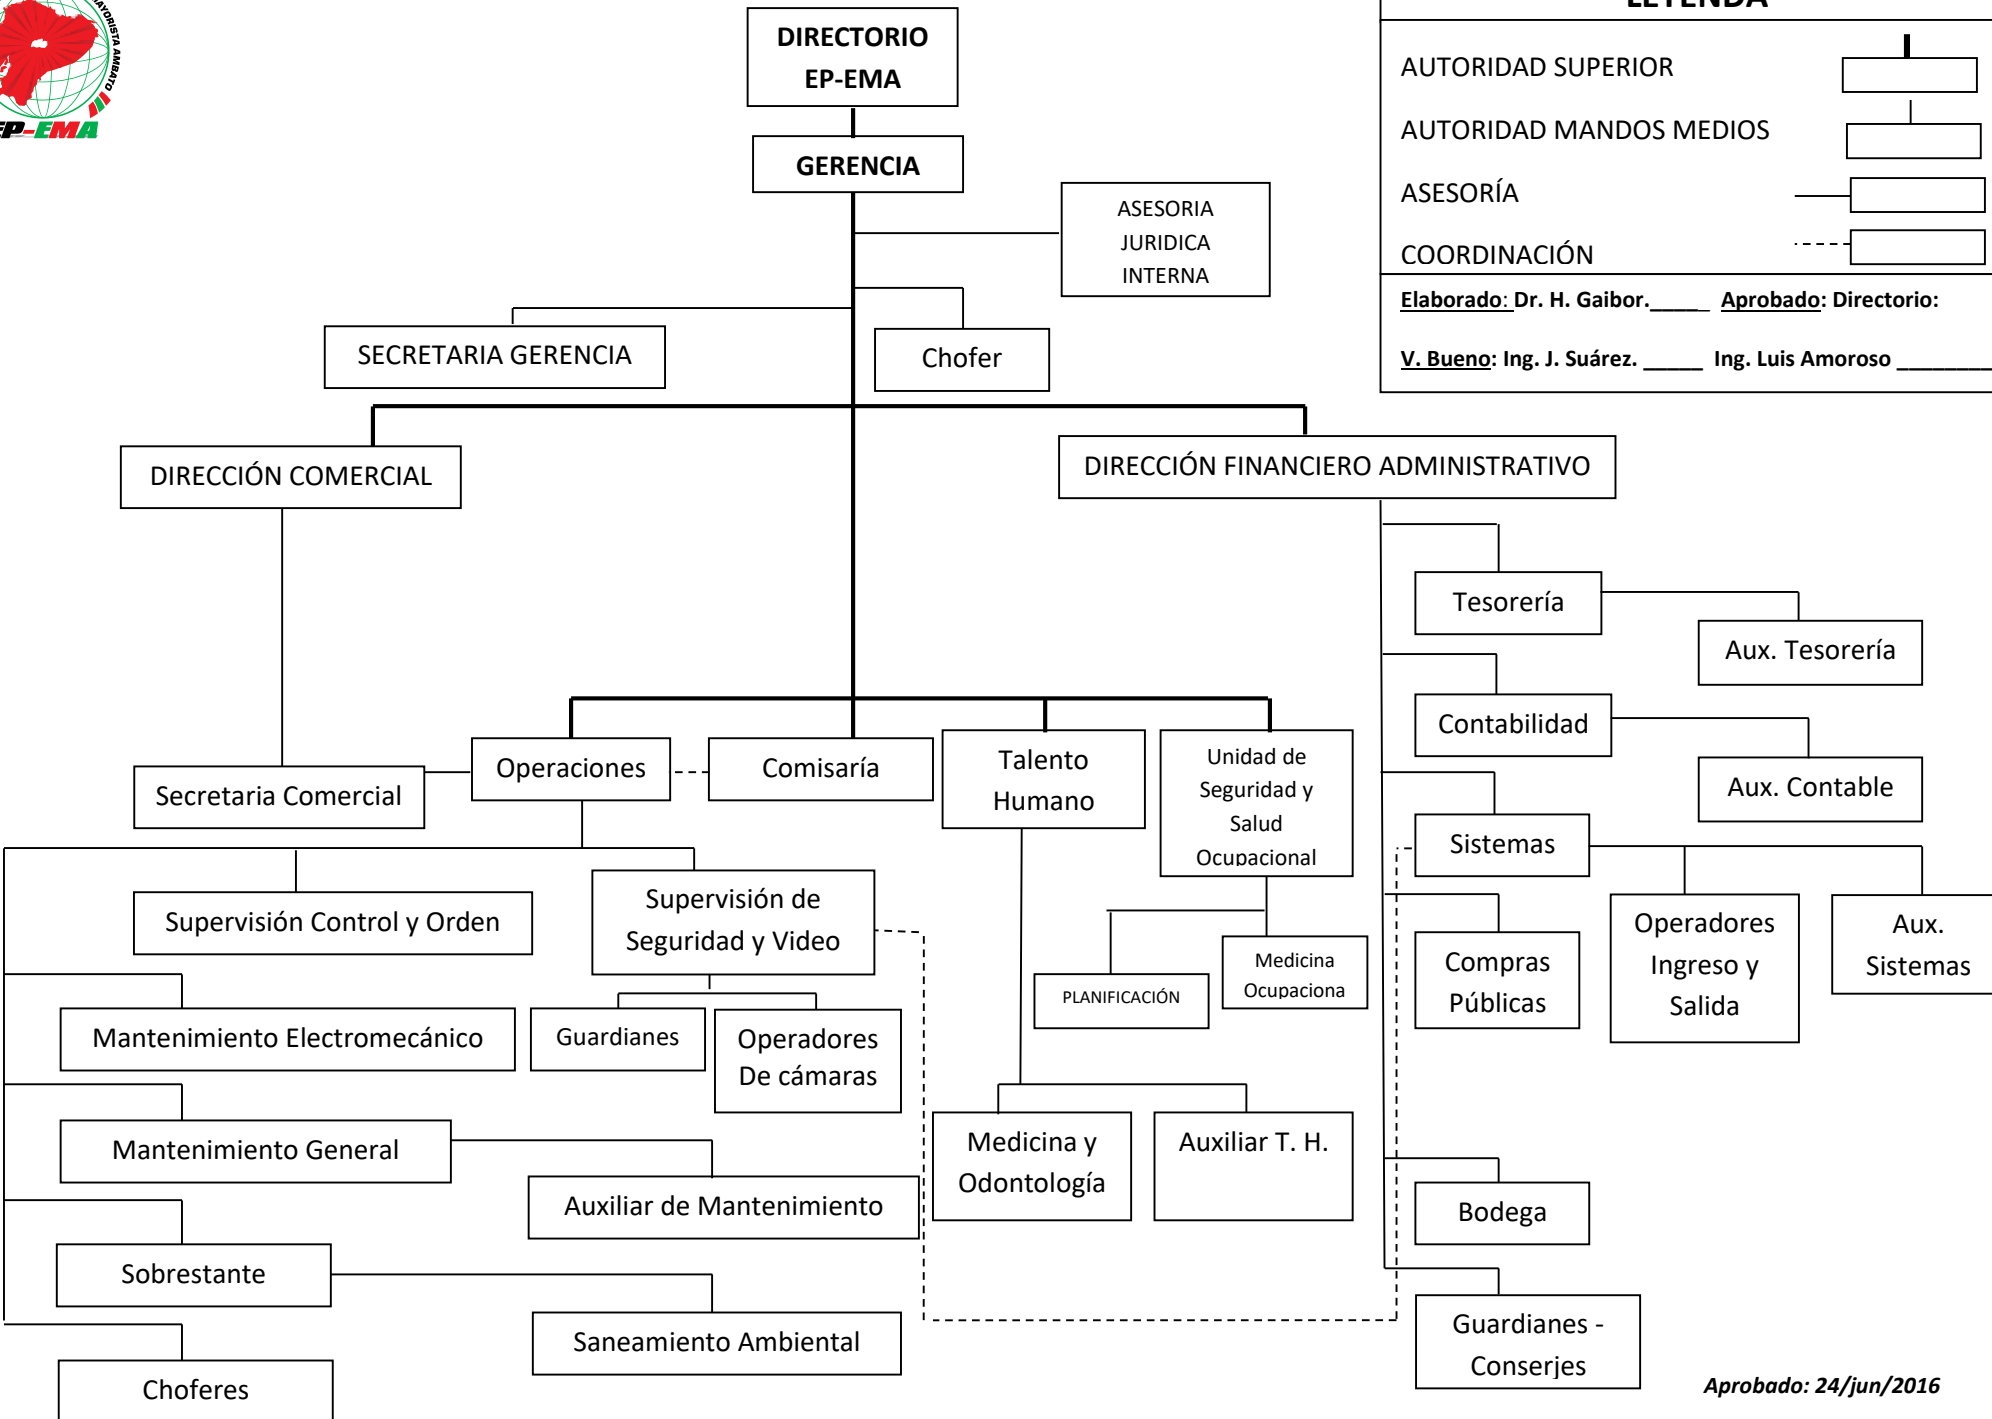 MAYORISTA AMBATO
EP-EMA
DIRECTORIO
EP-EMA
GERENCIA
ASESORIA
JURIDICA
INTERNA
SECRETARIA GERENCIA
Chofer
LEYENDA
AUTORIDAD SUPERIOR
AUTORIDAD MANDOS MEDIOS
ASESORÍA
COORDINACIÓN
Elaborado: Dr. H. Gaibor._____ Aprobado: Directorio:
V. Bueno: Ing. J. Suárez. _____ Ing. Luis Amoroso ________
DIRECCIÓN COMERCIAL
DIRECCIÓN FINANCIERO ADMINISTRATIVO
Tesorería
Aux. Tesorería
Contabilidad
Aux. Contable
Secretaria Comercial
Operaciones
Comisaría
Talento
Humano
Unidad de
Seguridad y
Salud
Ocupacional
Sistemas
Supervisión Control y Orden
Supervisión de
Seguridad y Video
Operadores
Ingreso y
Salida
Aux.
Sistemas
Compras
Públicas
PLANIFICACIÓN
Medicina
Ocupaciona
Mantenimiento Electromecánico
Guardianes
Operadores
De cámaras
Mantenimiento General
Auxiliar de Mantenimiento
Medicina y
Odontología
Auxiliar T. H.
Bodega
Sobrestante
Saneamiento Ambiental
Guardianes -
Conserjes
Choferes
Aprobado: 24/jun/2016